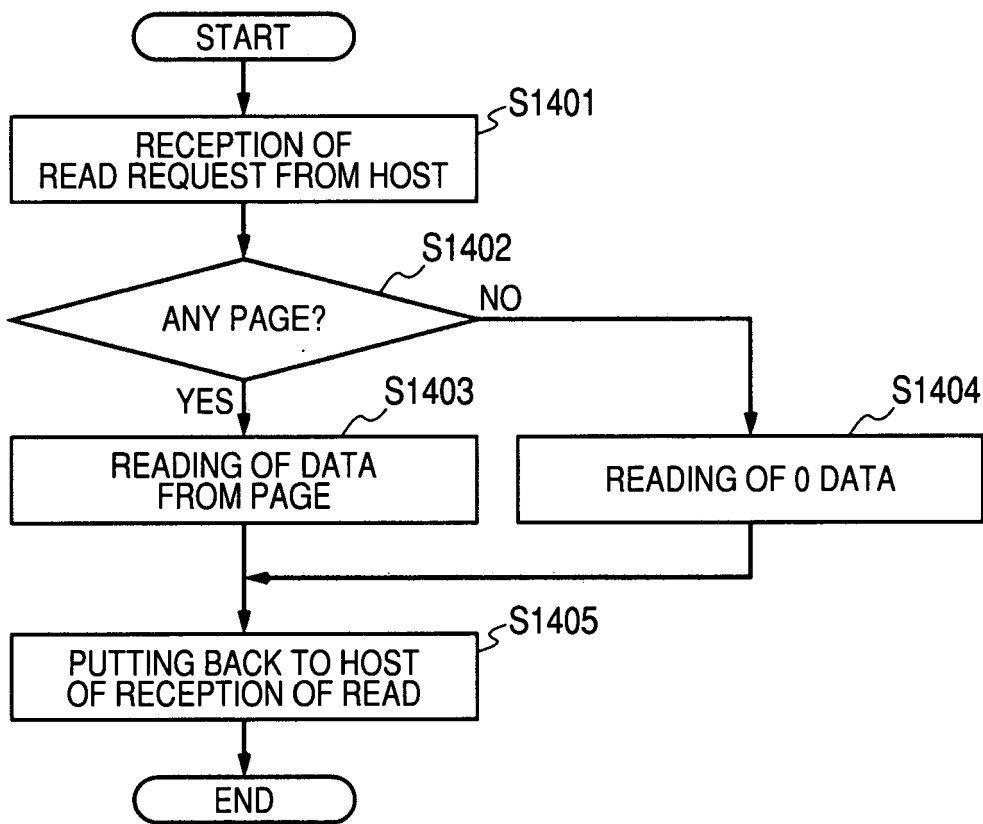 START
S1401
RECEPTION OF
READ REQUEST FROM HOST
S1402
ANY PAGE?
NO
YES
S1403
S1404
READING OF DATA
FROM PAGE
READING OF 0 DATA
S1405
PUTTING BACK TO HOST
OF RECEPTION OF READ
END